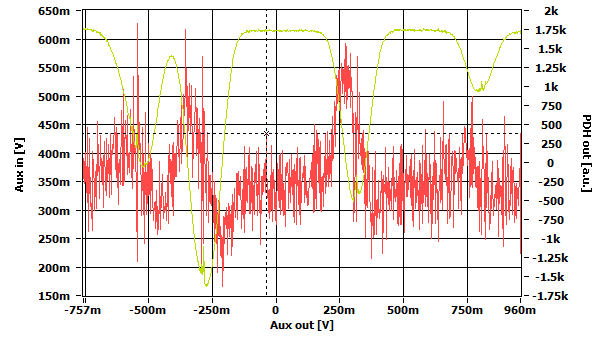 650m
600m
550m
500m
450m
400m
350m
300m
250m
200m
150m
Aux in [V]
2k
1.75k
1.5k
1.25k
1k
750
500
250
0
-250
-500
-750
-1k
-1.25k
-1.5k
-1.75k
PDH out [a.u.]
-757m
-500m
-250m
0
250m
500m
750m
960m
Aux out [V]